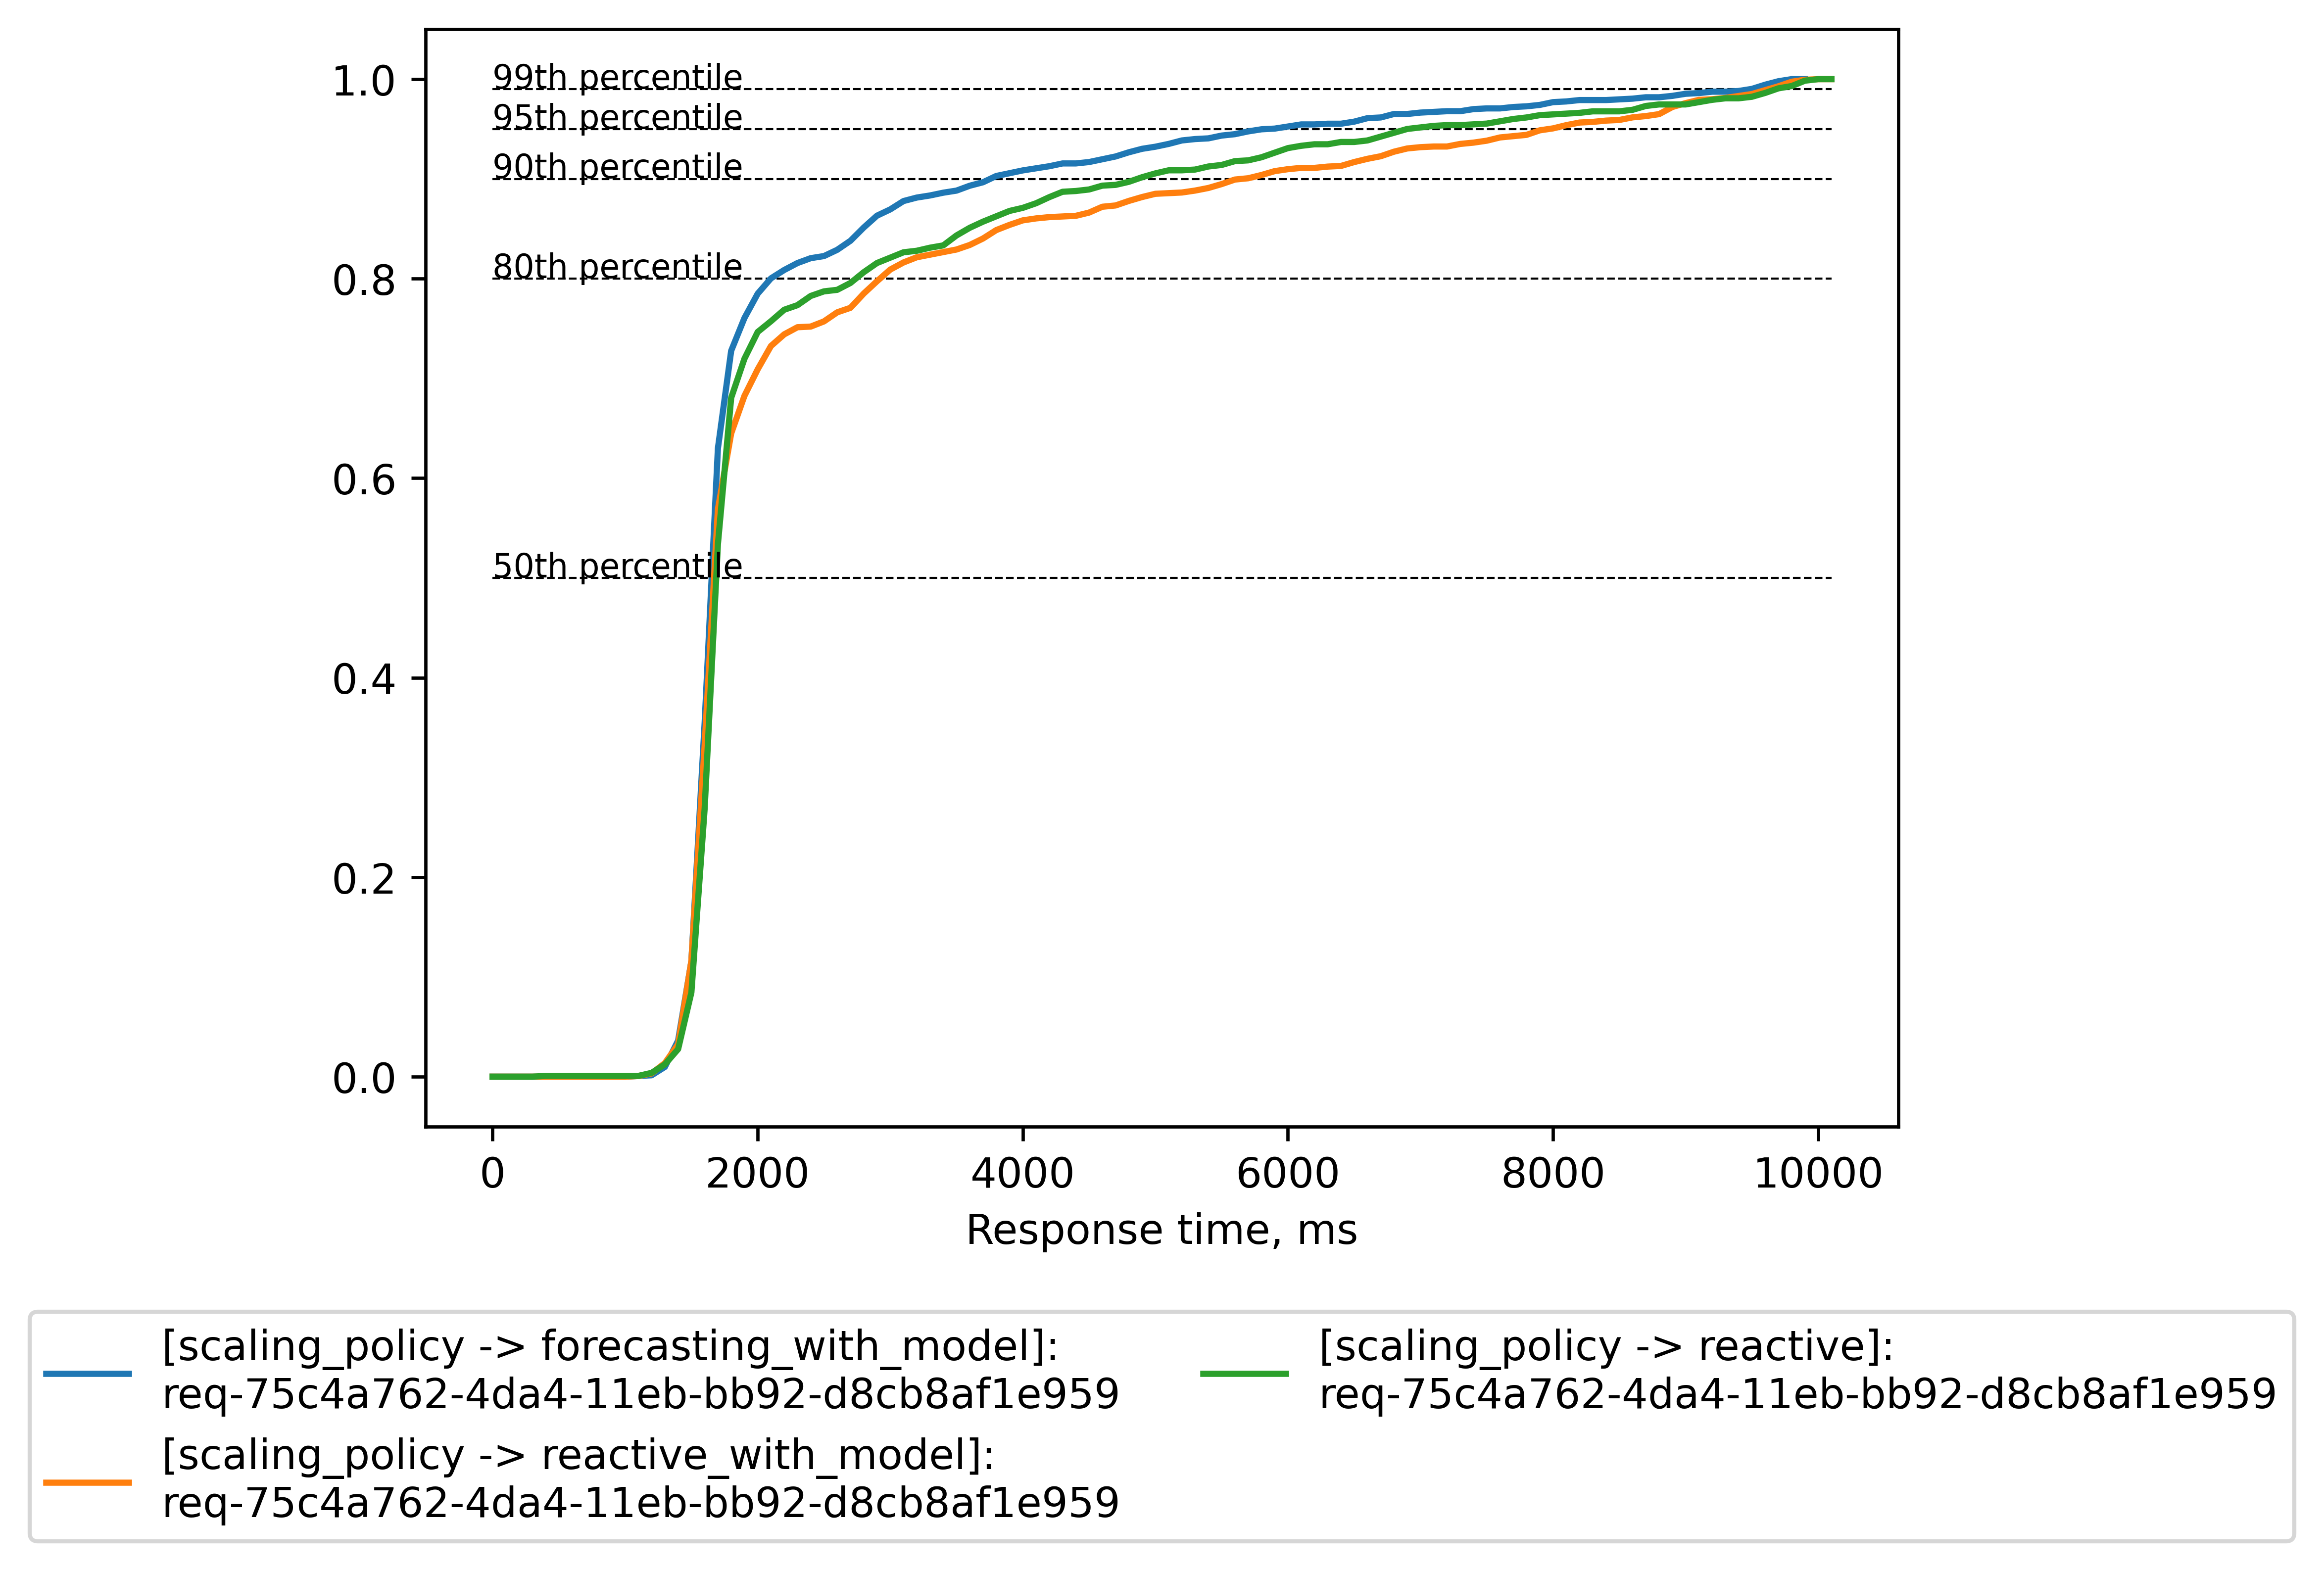 1.0
0.8
0.6
0.4
0.2
0.0
99th percentile
95th percentile
90th percentile
80th percentile
50th percentile
0 2000 4000 6000 8000 10000
Response time, ms
[scaling_policy -> forecasting_with_model]:
req-75c4a762-4da4-11eb-bb92-d8cb8af1e959
[scaling_policy -> reactive_with_model]:
req-75c4a762-4da4-11eb-bb92-d8cb8af1e959
[scaling_policy -> reactive]:
req-75c4a762-4da4-11eb-bb92-d8cb8af1e959